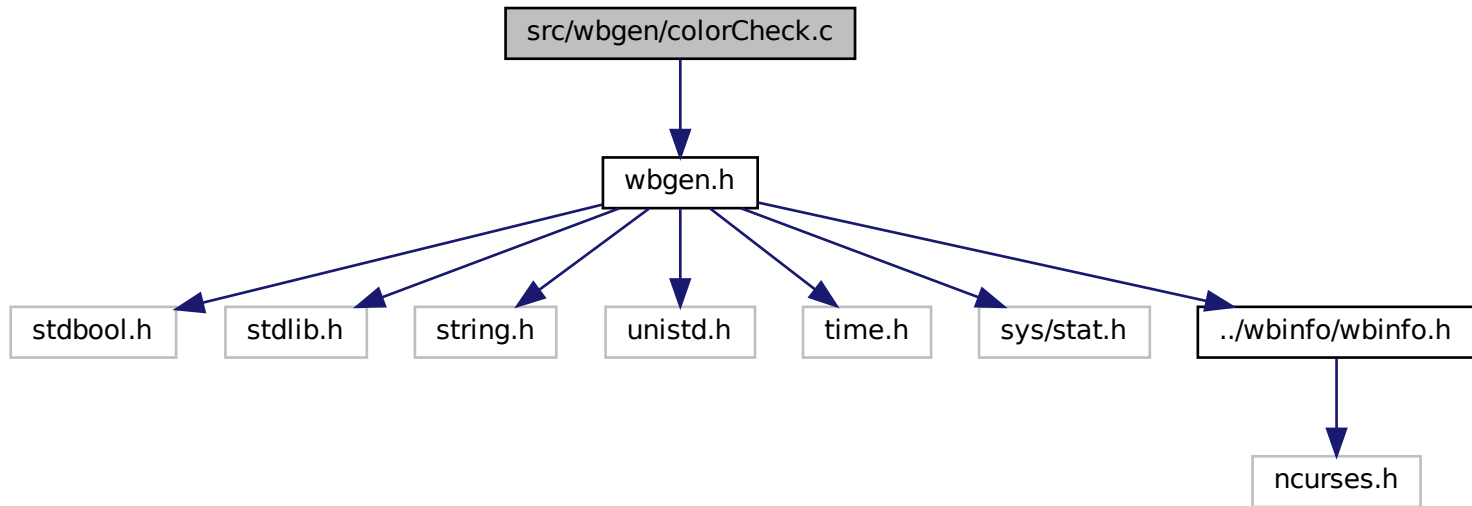 src/wbgen/colorCheck.c
wbgen.h
stdbool.h
stdlib.h
string.h
unistd.h
time.h
sys/stat.h
../wbinfo/wbinfo.h
ncurses.h